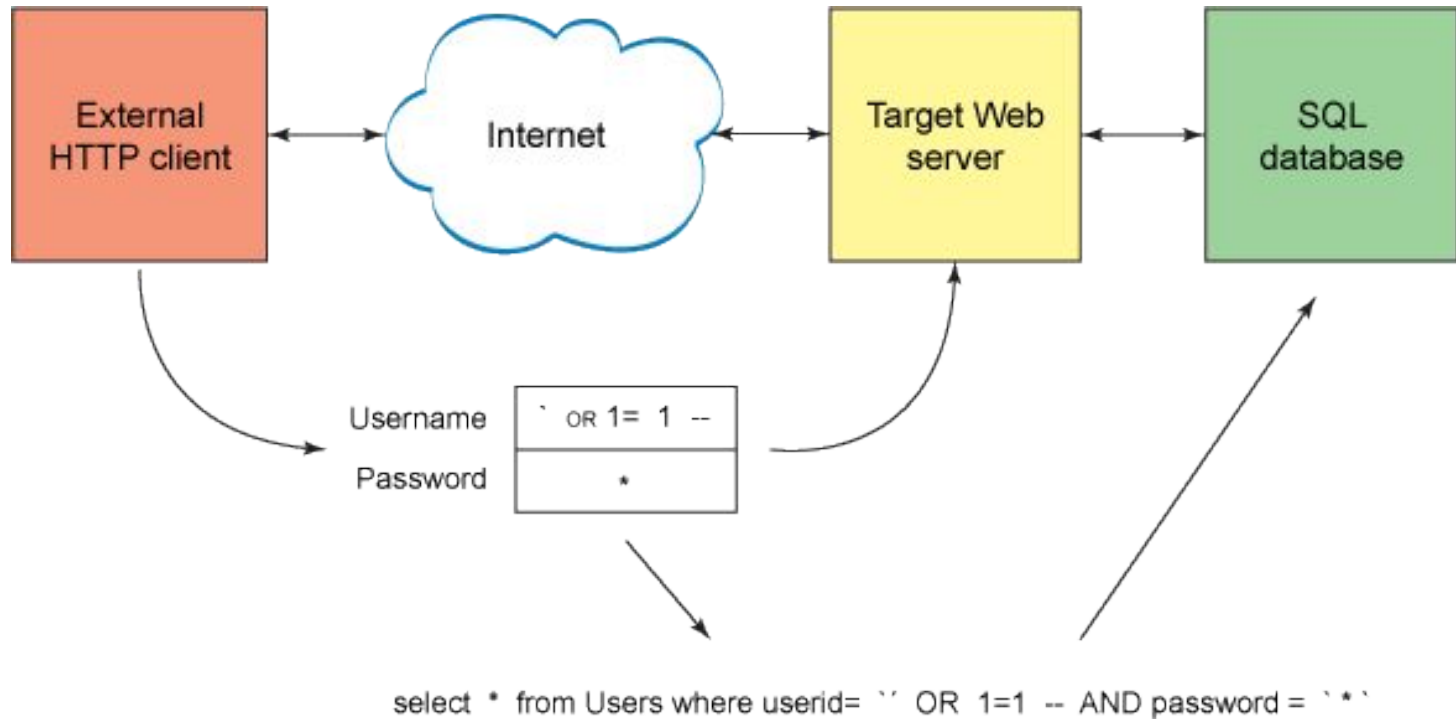 External
HTTP client
Internet
Target Web
server
SQL
database
Username
` OR 1= 1 --
Password
*
select * from Users where userid= `´ OR 1=1 -- AND password = ` * `